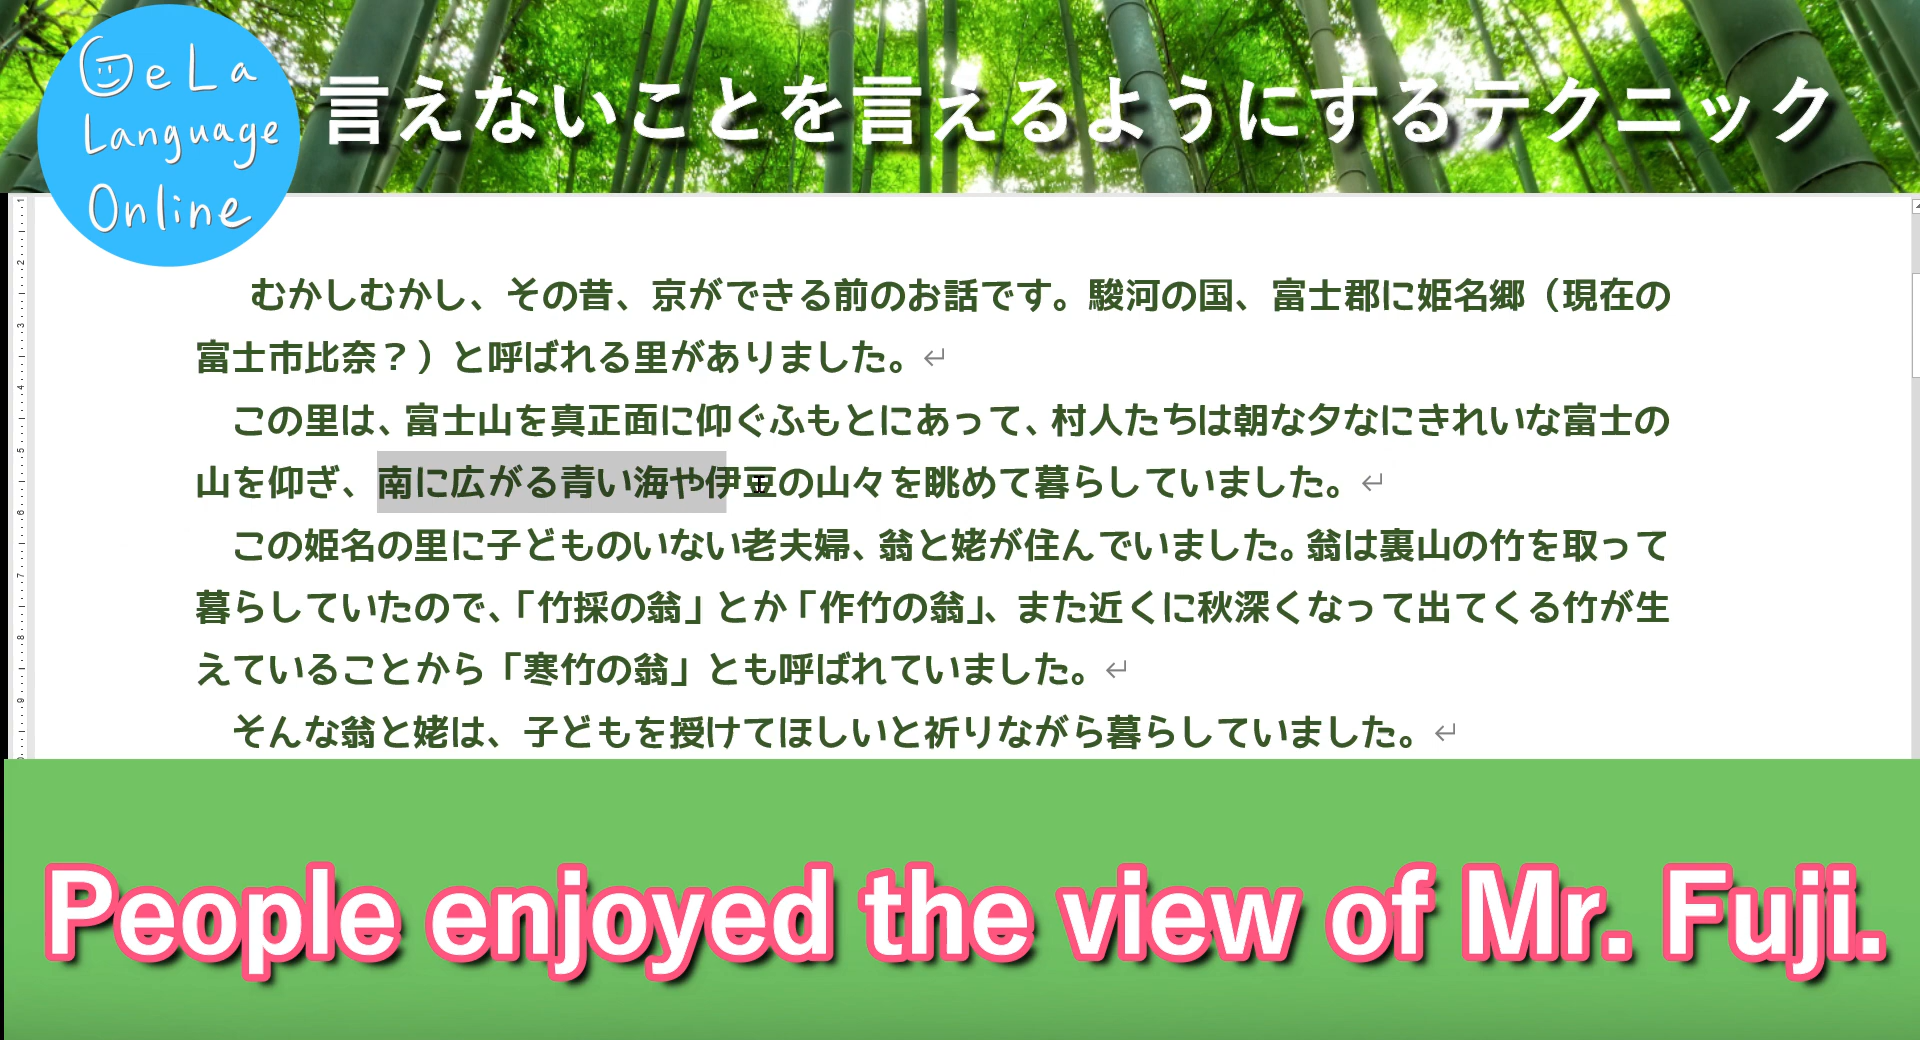 DeLa
Language
Online
言えないことを言えるようにするテクニック
むかしむかし、その昔、京ができる前のお話です。駿河の国、富士郡に姫名郷（現在の
富士市比奈？）と呼ばれる里がありました。
この里は、富士山を真正面に仰ぐふもとにあって、村人たちは朝な夕なにきれいな富士の
山を仰ぎ、南に広がる青い海や伊豆の山々を眺めて暮らしていました。
この姫名の里に子どものいない老夫婦、翁と姥が住んでいました。翁は裏山の竹を取って
暮らしていたので、「竹採の翁」とか「作竹の翁」、また近くに秋深くなって出てくる竹が生
えていることから「寒竹の翁」とも呼ばれていました。
そんな翁と姥は、子どもを授けてほしいと祈りながら暮らしていました。
People enjoyed the view of Mr. Fuji.